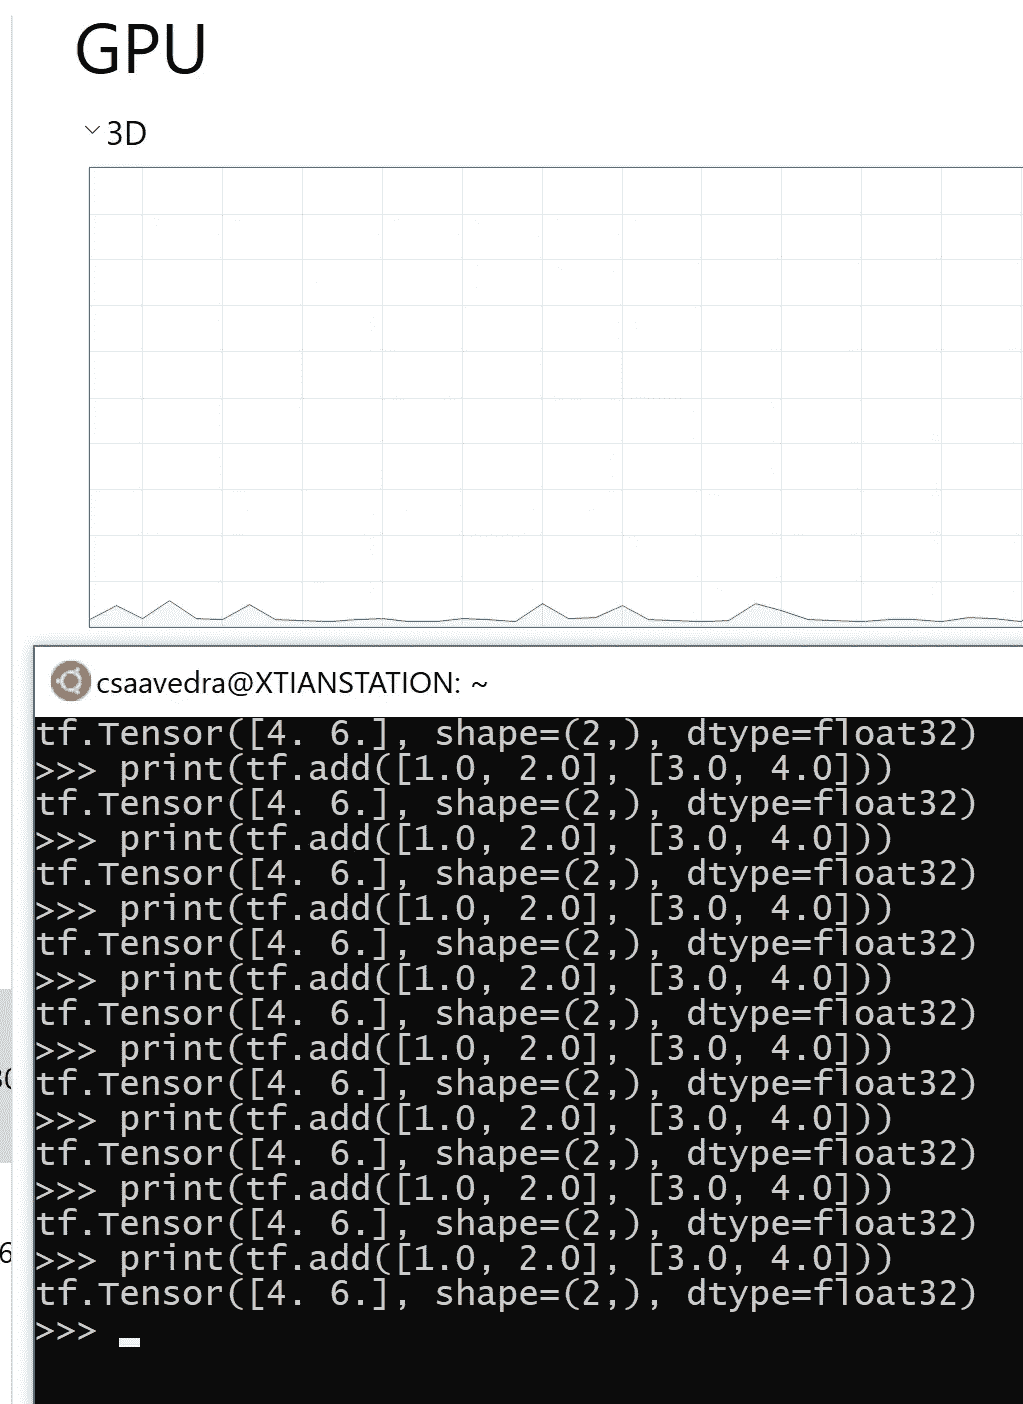 GPU
3D
csaavedra@XTIANSTATION: ~
tf.Tensor([4. 6.], shape=(2,), dtype=float32)
>>> print(tf.add([1.0, 2.0], [3.0, 4.0]))
tf.Tensor([4. 6.], shape=(2,), dtype=float32)
>>> print(tf.add([1.0, 2.0], [3.0, 4.0]))
tf.Tensor([4. 6.], shape=(2,), dtype=float32)
>>> print(tf.add([1.0, 2.0], [3.0, 4.0]))
tf.Tensor([4. 6.], shape=(2,), dtype=float32)
>>> print(tf.add([1.0, 2.0], [3.0, 4.0]))
tf.Tensor([4. 6.], shape=(2,), dtype=float32)
>>> print(tf.add([1.0, 2.0], [3.0, 4.0]))
tf.Tensor([4. 6.], shape=(2,), dtype=float32)
>>> print(tf.add([1.0, 2.0], [3.0, 4.0]))
tf.Tensor([4. 6.], shape=(2,), dtype=float32)
>>> print(tf.add([1.0, 2.0], [3.0, 4.0]))
tf.Tensor([4. 6.], shape=(2,), dtype=float32)
>>> print(tf.add([1.0, 2.0], [3.0, 4.0]))
tf.Tensor([4. 6.], shape=(2,), dtype=float32)
>>>